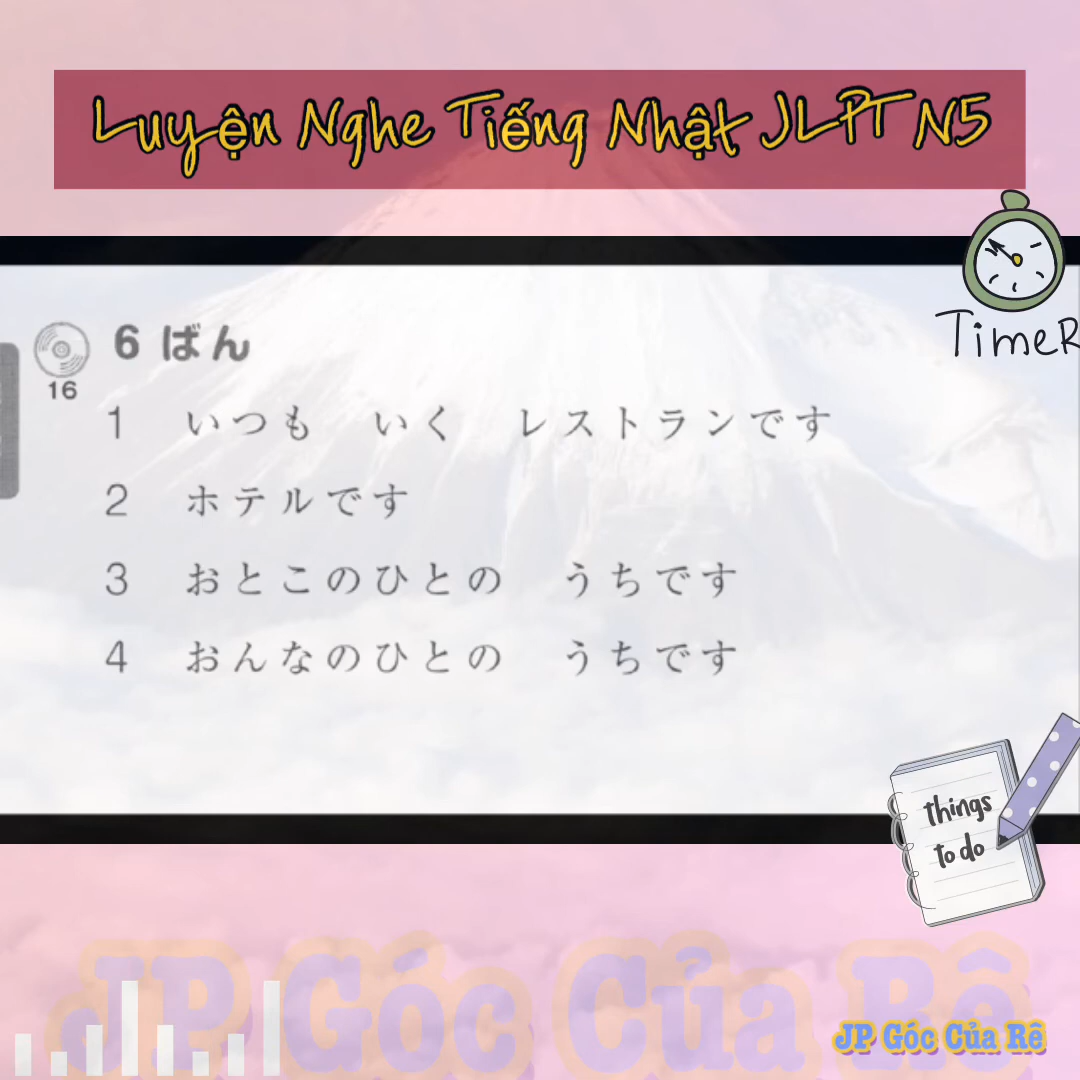 Luyện Nghe Tiếng Nhật JLPT N5
TimeR
6 ばん
16
1 いつも いく レストランです
2 ホテルです
3 おとこのひとの うちです
4 おんなのひとの うちです
things
to do
JP Góc Của Rê
JP Góc Của Rê